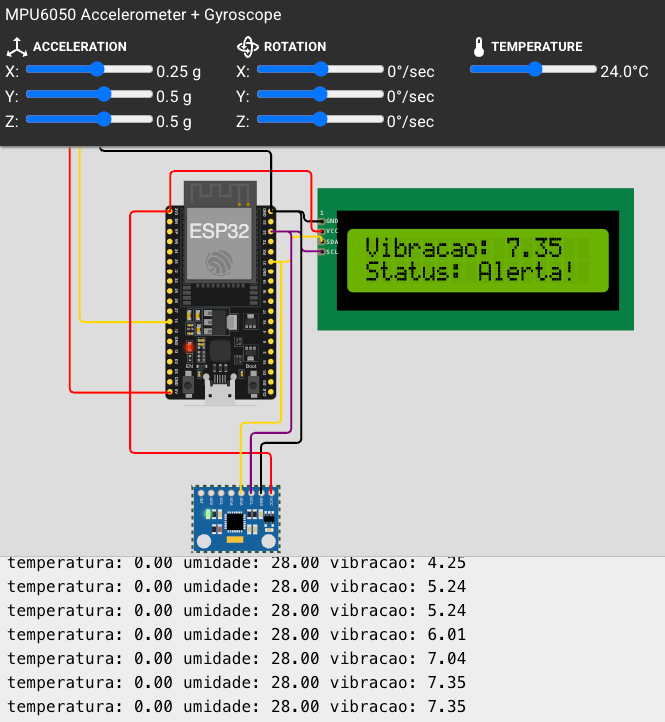 MPU6050 Accelerometer + Gyroscope
ACCELERATION
X: 0.25 g
Y: 0.5 g
Z: 0.5 g
ROTATION
X: 0°/sec
Y: 0°/sec
Z: 0°/sec
TEMPERATURE
24.0°C
ESP32
EN
Boot
1
GND
VCC
SDA
SCL
Vibracao: 7.35
Status: Alerta!
temperatura: 0.00 umidade: 28.00 vibracao: 4.25
temperatura: 0.00 umidade: 28.00 vibracao: 5.24
temperatura: 0.00 umidade: 28.00 vibracao: 5.24
temperatura: 0.00 umidade: 28.00 vibracao: 6.01
temperatura: 0.00 umidade: 28.00 vibracao: 7.04
temperatura: 0.00 umidade: 28.00 vibracao: 7.35
temperatura: 0.00 umidade: 28.00 vibracao: 7.35